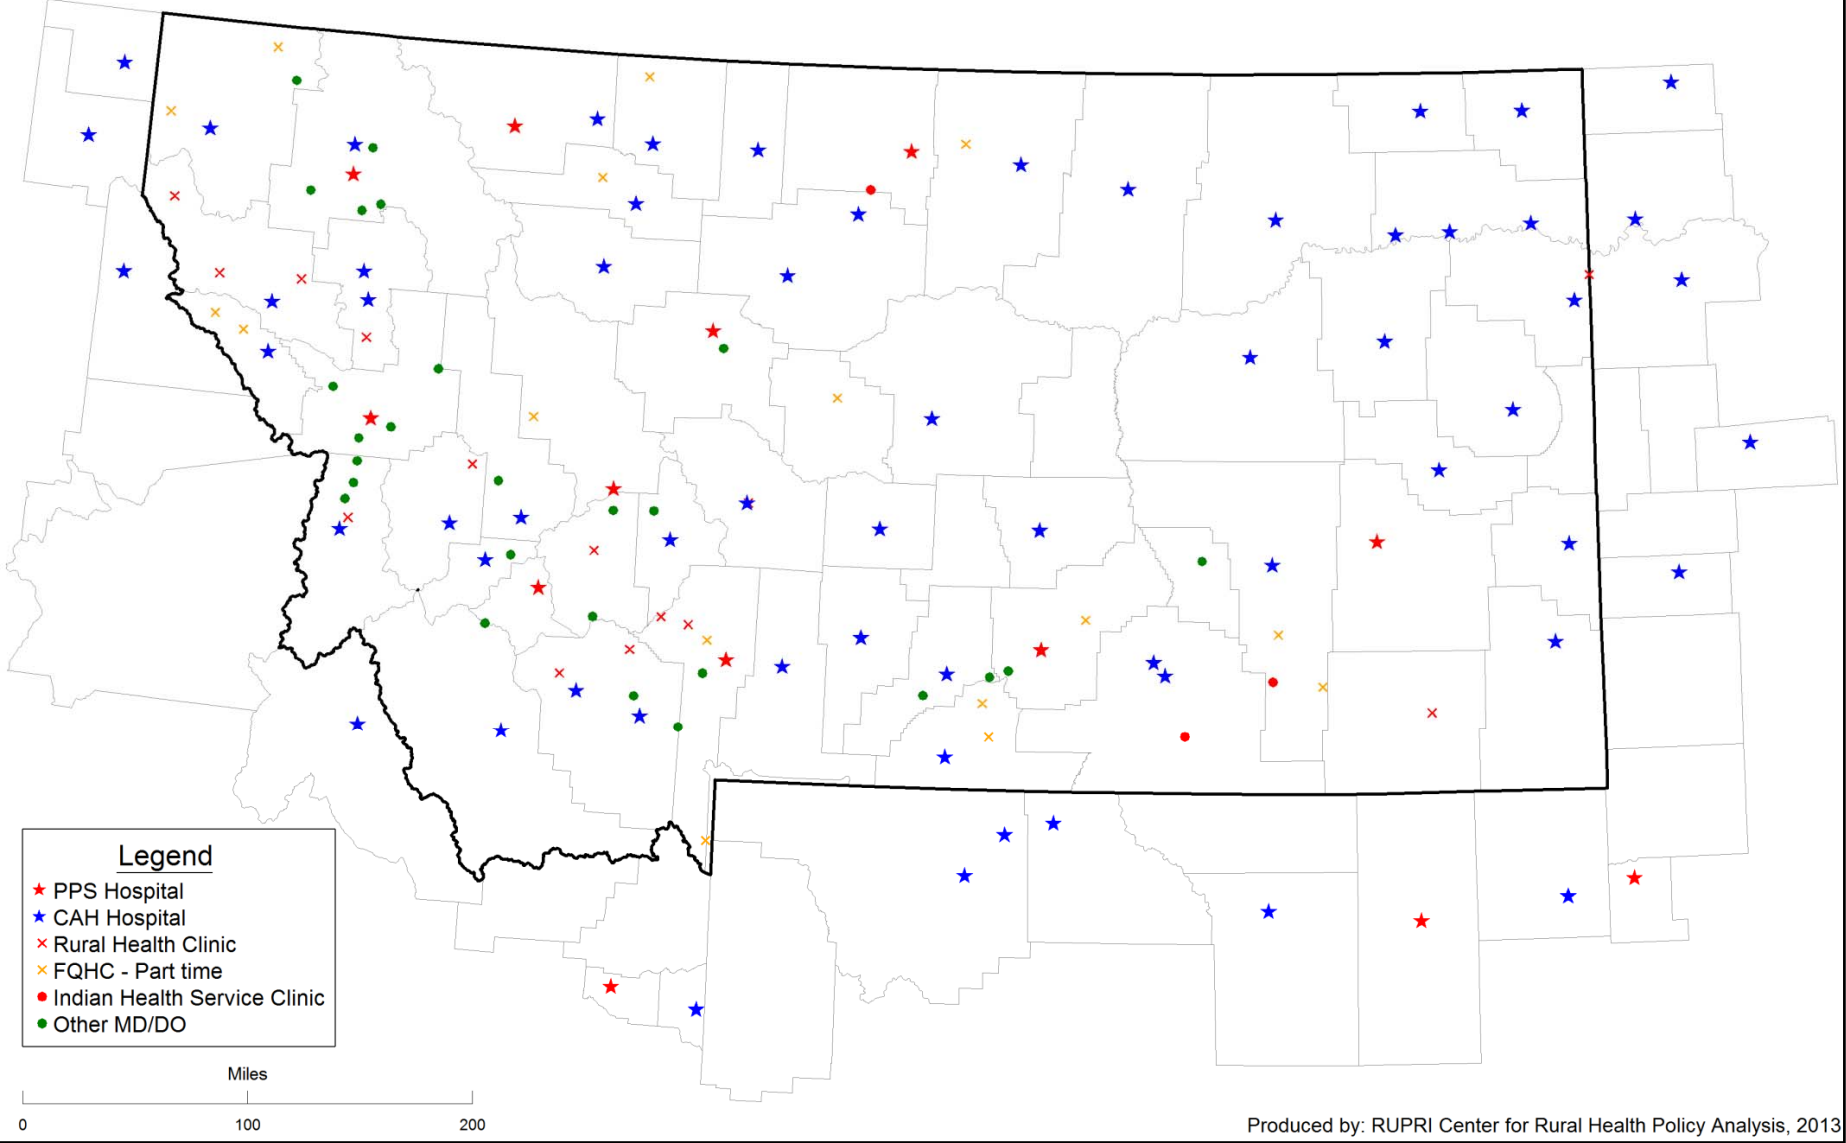 Legend
PPS Hospital
CAH Hospital
Rural Health Clinic
FQHC - Part time
Indian Health Service Clinic
Other MD/DO
Miles
0 100 200
Produced by: RUPRI Center for Rural Health Policy Analysis, 2013